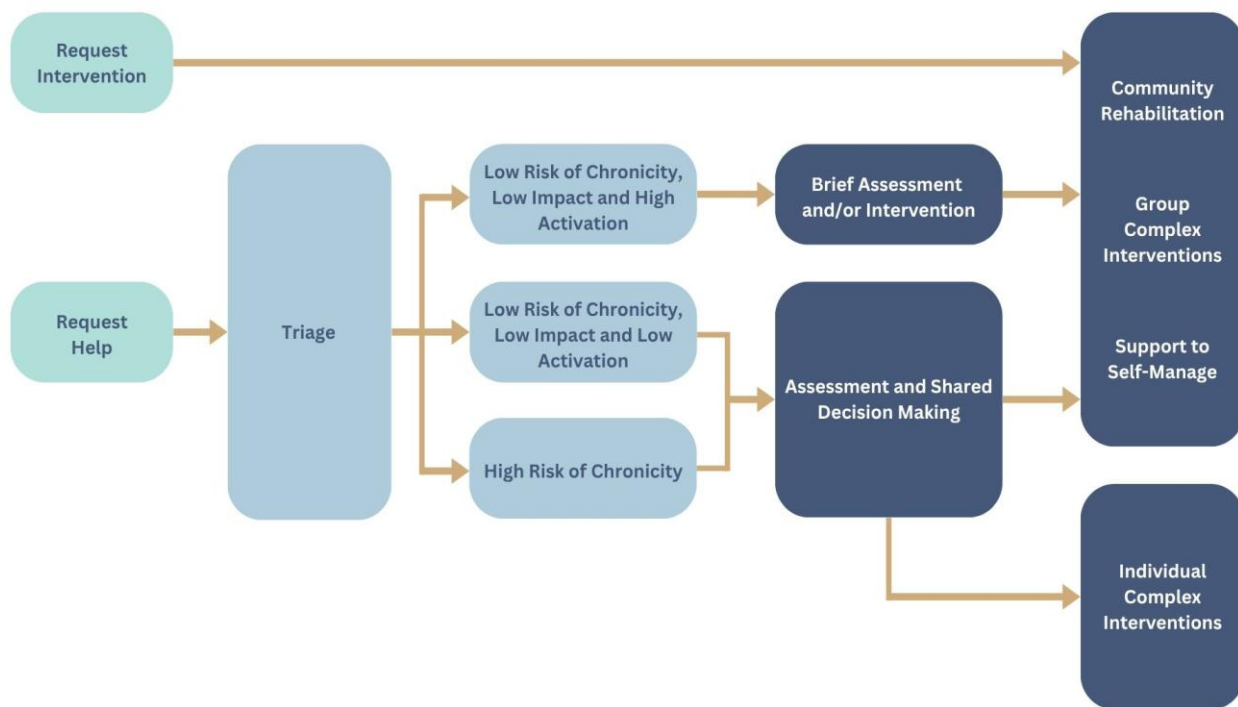 Request
Intervention
Community
Rehabilitation
Low Risk of Chronicity,
Low Impact and High
Activation
Brief Assessment
and/or Intervention
Group
Complex
Interventions
Request
Help
Triage
Low Risk of Chronicity,
Low Impact and Low
Activation
Assessment and Shared
Decision Making
Support to
Self-Manage
High Risk of Chronicity
Individual
Complex
Interventions